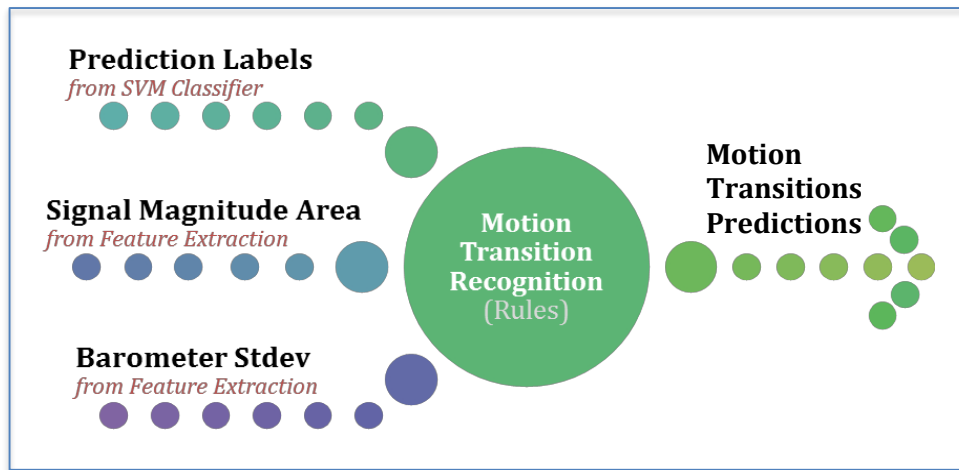 Prediction Labels
from SVM Classifier
Signal Magnitude Area
from Feature Extraction
Barometer Stdev
from Feature Extraction
Motion
Transition
Recognition
(Rules)
Motion
Transitions
Predictions